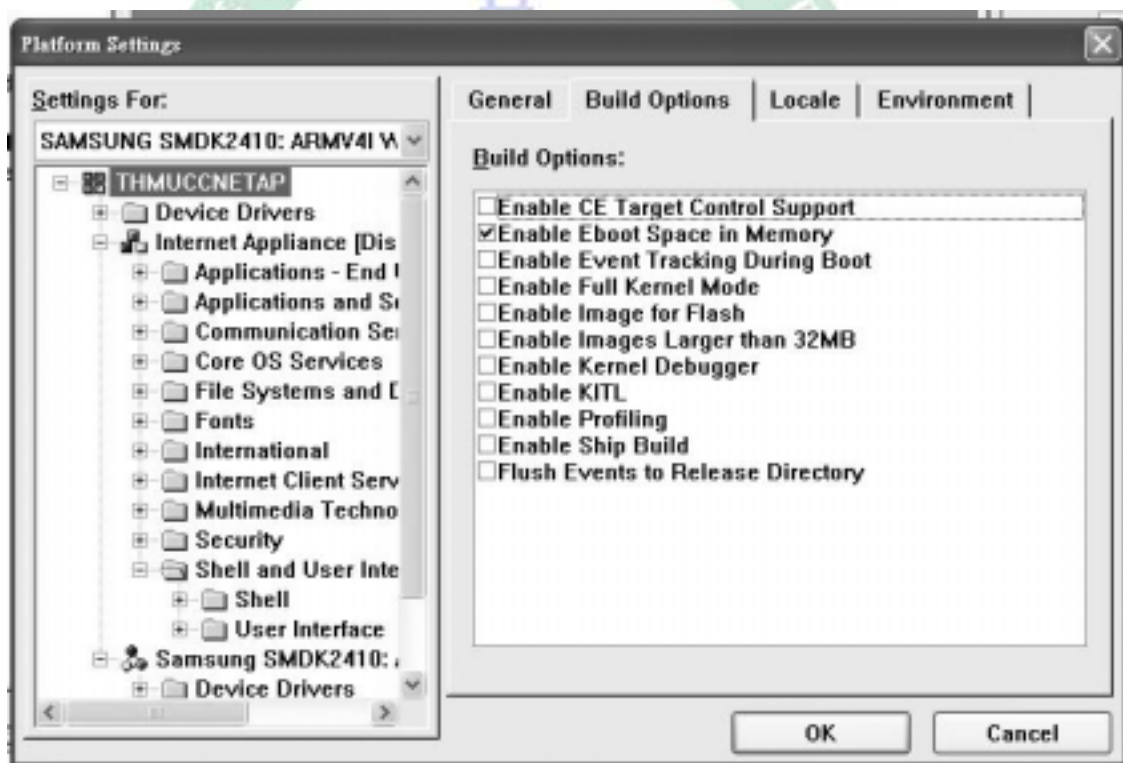 Platform Settings
Settings For:
SAMSUNG SMDK2410: ARMV4I W
THMUCCNETAP
Device Drivers
Internet Appliance [Dis
Applications - End
Applications and Se
Communication Ser
Core OS Services
File Systems and D
Fonts
International
Internet Client Serv
Multimedia Techno
Security
Shell and User Inte
Shell
User Interface
Samsung SMDK2410:
Device Drivers
General
Build Options
Locale
Environment
Build Options:
Enable CE Target Control Support
Enable Eboot Space in Memory
Enable Event Tracking During Boot
Enable Full Kernel Mode
Enable Image for Flash
Enable Images Larger than 32MB
Enable Kernel Debugger
Enable KITL
Enable Profiling
Enable Ship Build
Flush Events to Release Directory
OK
Cancel